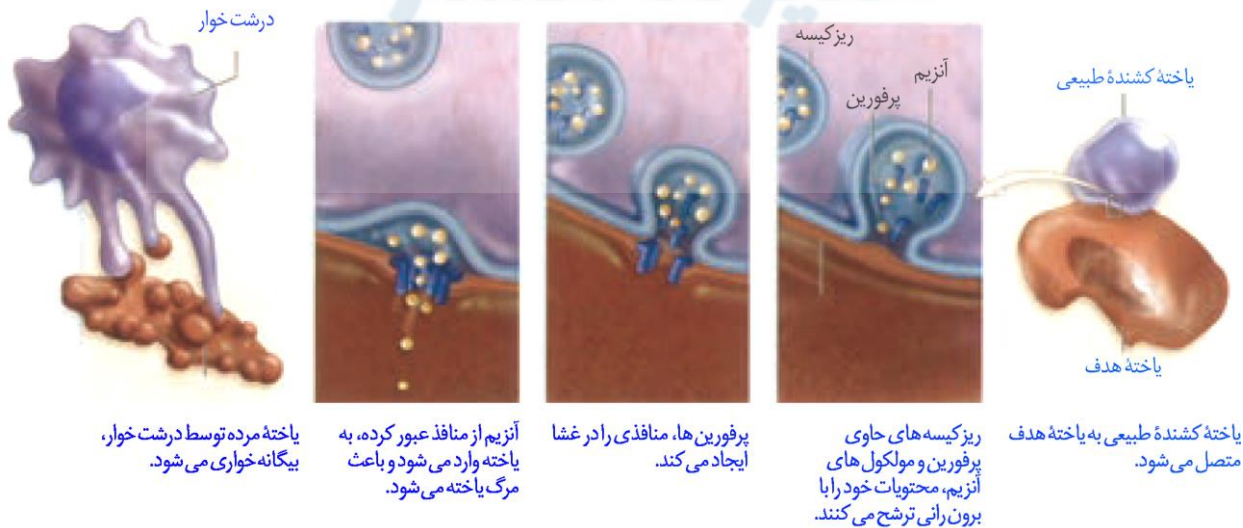 درشت خوار
ریزکیسه
آنزیم
پرفورین
یاختهٔ کشندهٔ طبیعی
یاختهٔ هدف
یاختهٔ کشندهٔ طبیعی به یاختهٔ هدف
متصل می شود.
ریزکیسه های حاوی
پرفورین و مولکول های
آنزیم، محتویات خود را با
برون رانی ترشح می کنند.
پرفورین ها، منافذی را در غشا
ایجاد می کند.
آنزیم از منافذ عبور کرده، به
یاخته وارد می شود و باعث
مرگ یاخته می شود.
یاختهٔ مرده توسط درشت خوار،
بیگانه خواری می شود.